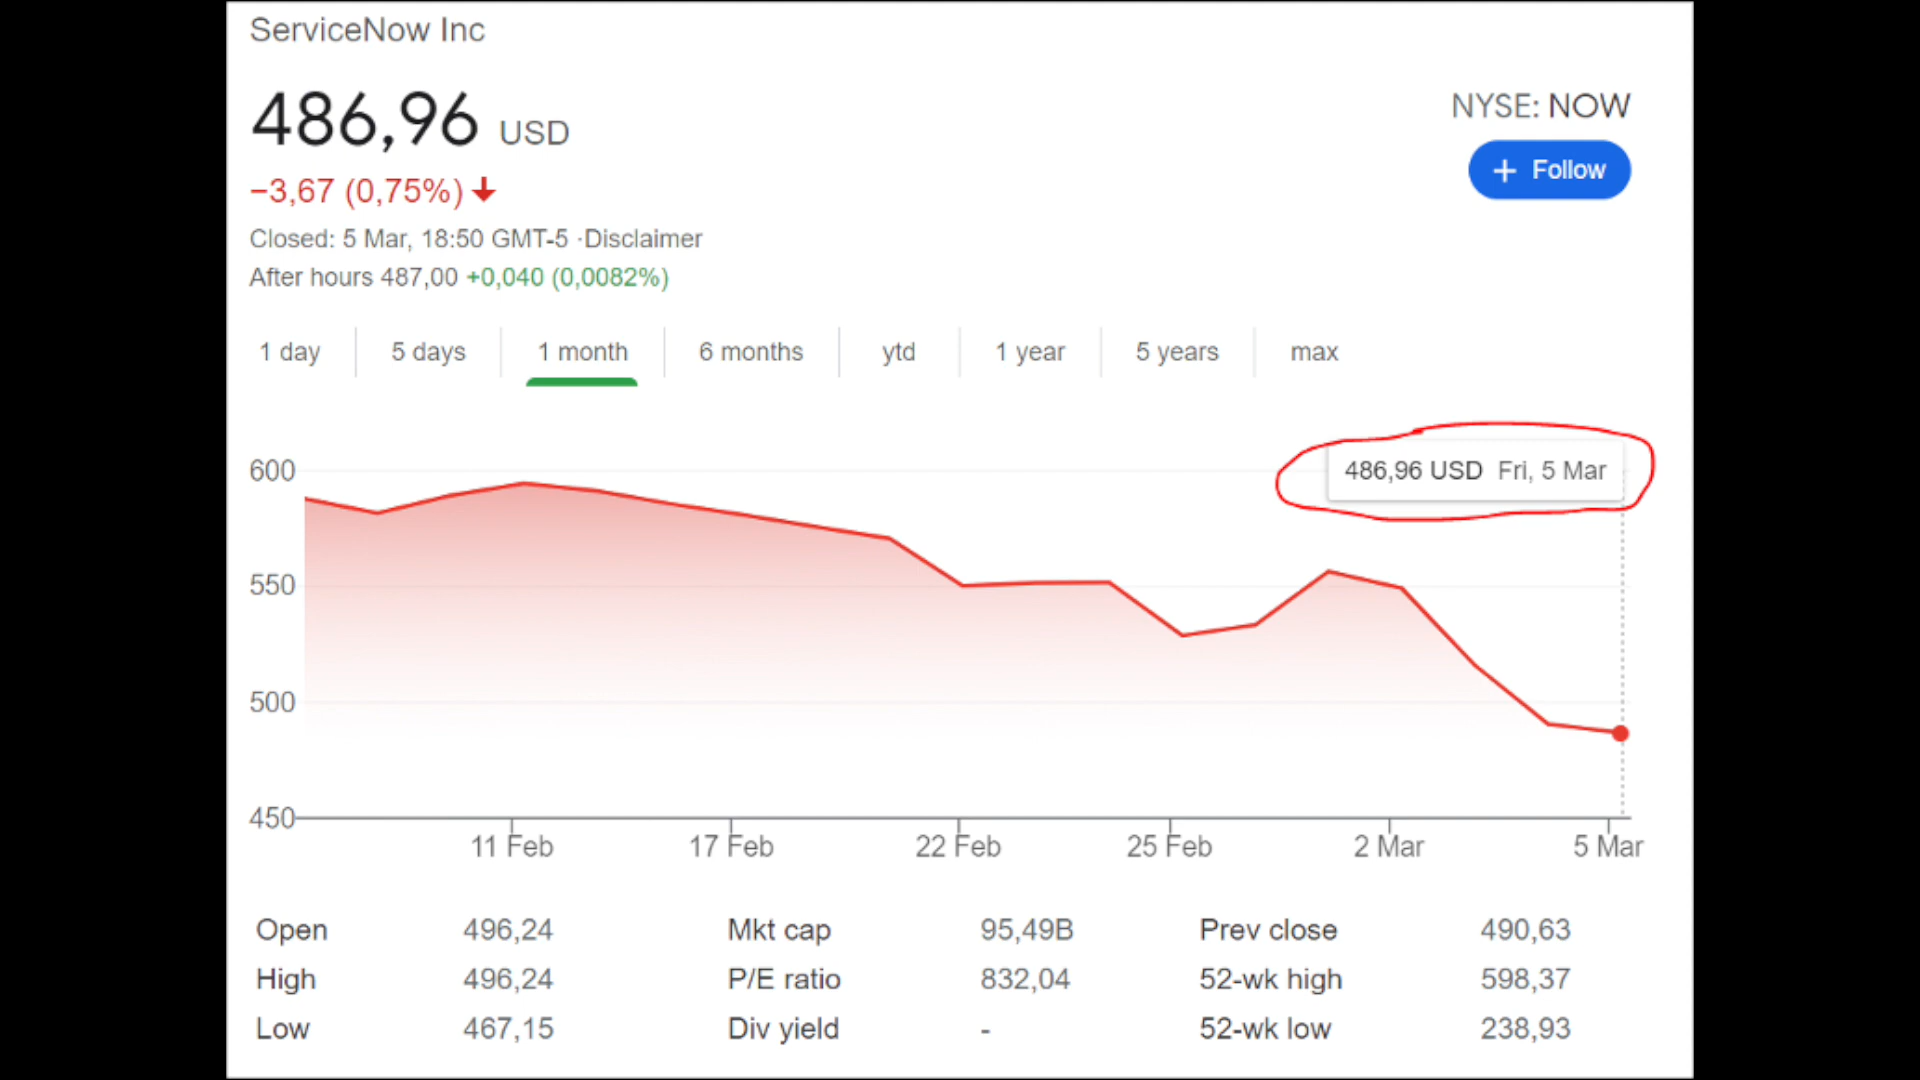 ServiceNow Inc
486,96 USD
NYSE: NOW
+ Follow
−3,67 (0,75%)
Closed: 5 Mar, 18:50 GMT-5 ·Disclaimer
After hours 487,00 +0,040 (0,0082%)
1 day 5 days 1 month 6 months ytd 1 year 5 years max
486,96 USD Fri, 5 Mar
600
550
500
450
11 Feb 17 Feb 22 Feb 25 Feb 2 Mar 5 Mar
Open 496,24 Mkt cap 95,49B Prev close 490,63
High 496,24 P/E ratio 832,04 52-wk high 598,37
Low 467,15 Div yield - 52-wk low 238,93